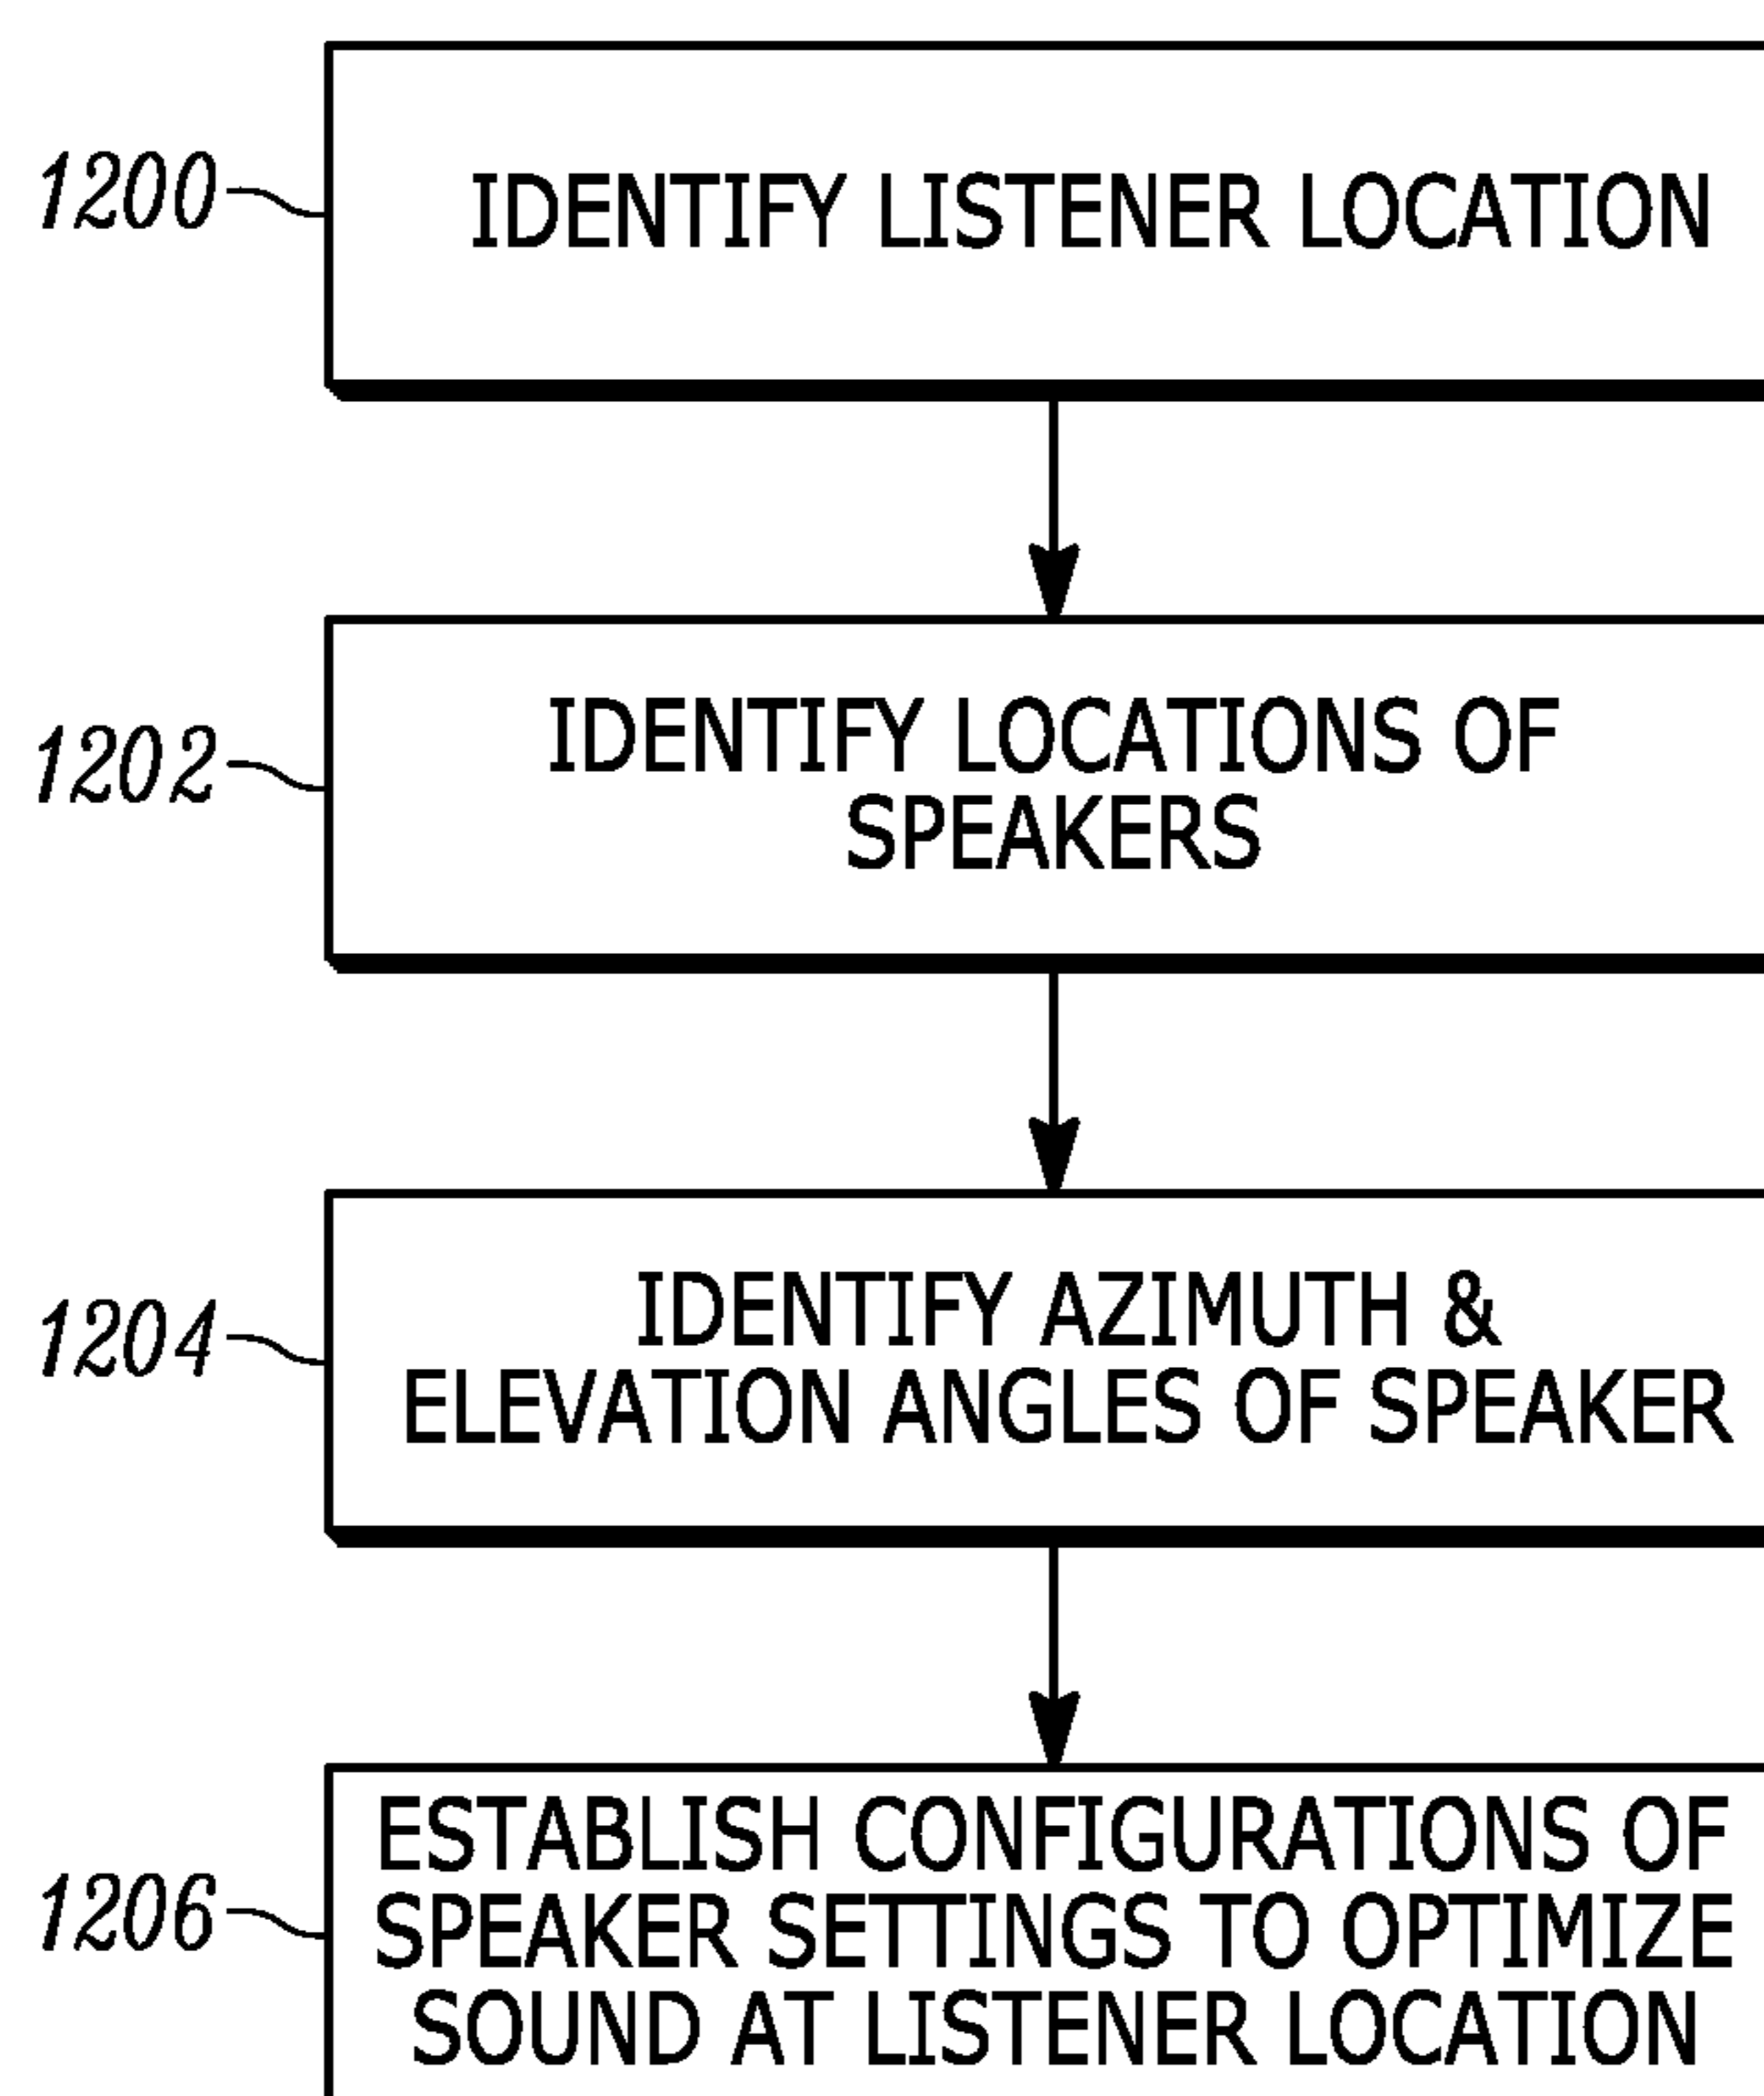 1200
IDENTIFY LISTENER LOCATION
1202
IDENTIFY LOCATIONS OF
SPEAKERS
1204
IDENTIFY AZIMUTH &
ELEVATION ANGLES OF SPEAKER
1206
ESTABLISH CONFIGURATIONS OF
SPEAKER SETTINGS TO OPTIMIZE
SOUND AT LISTENER LOCATION